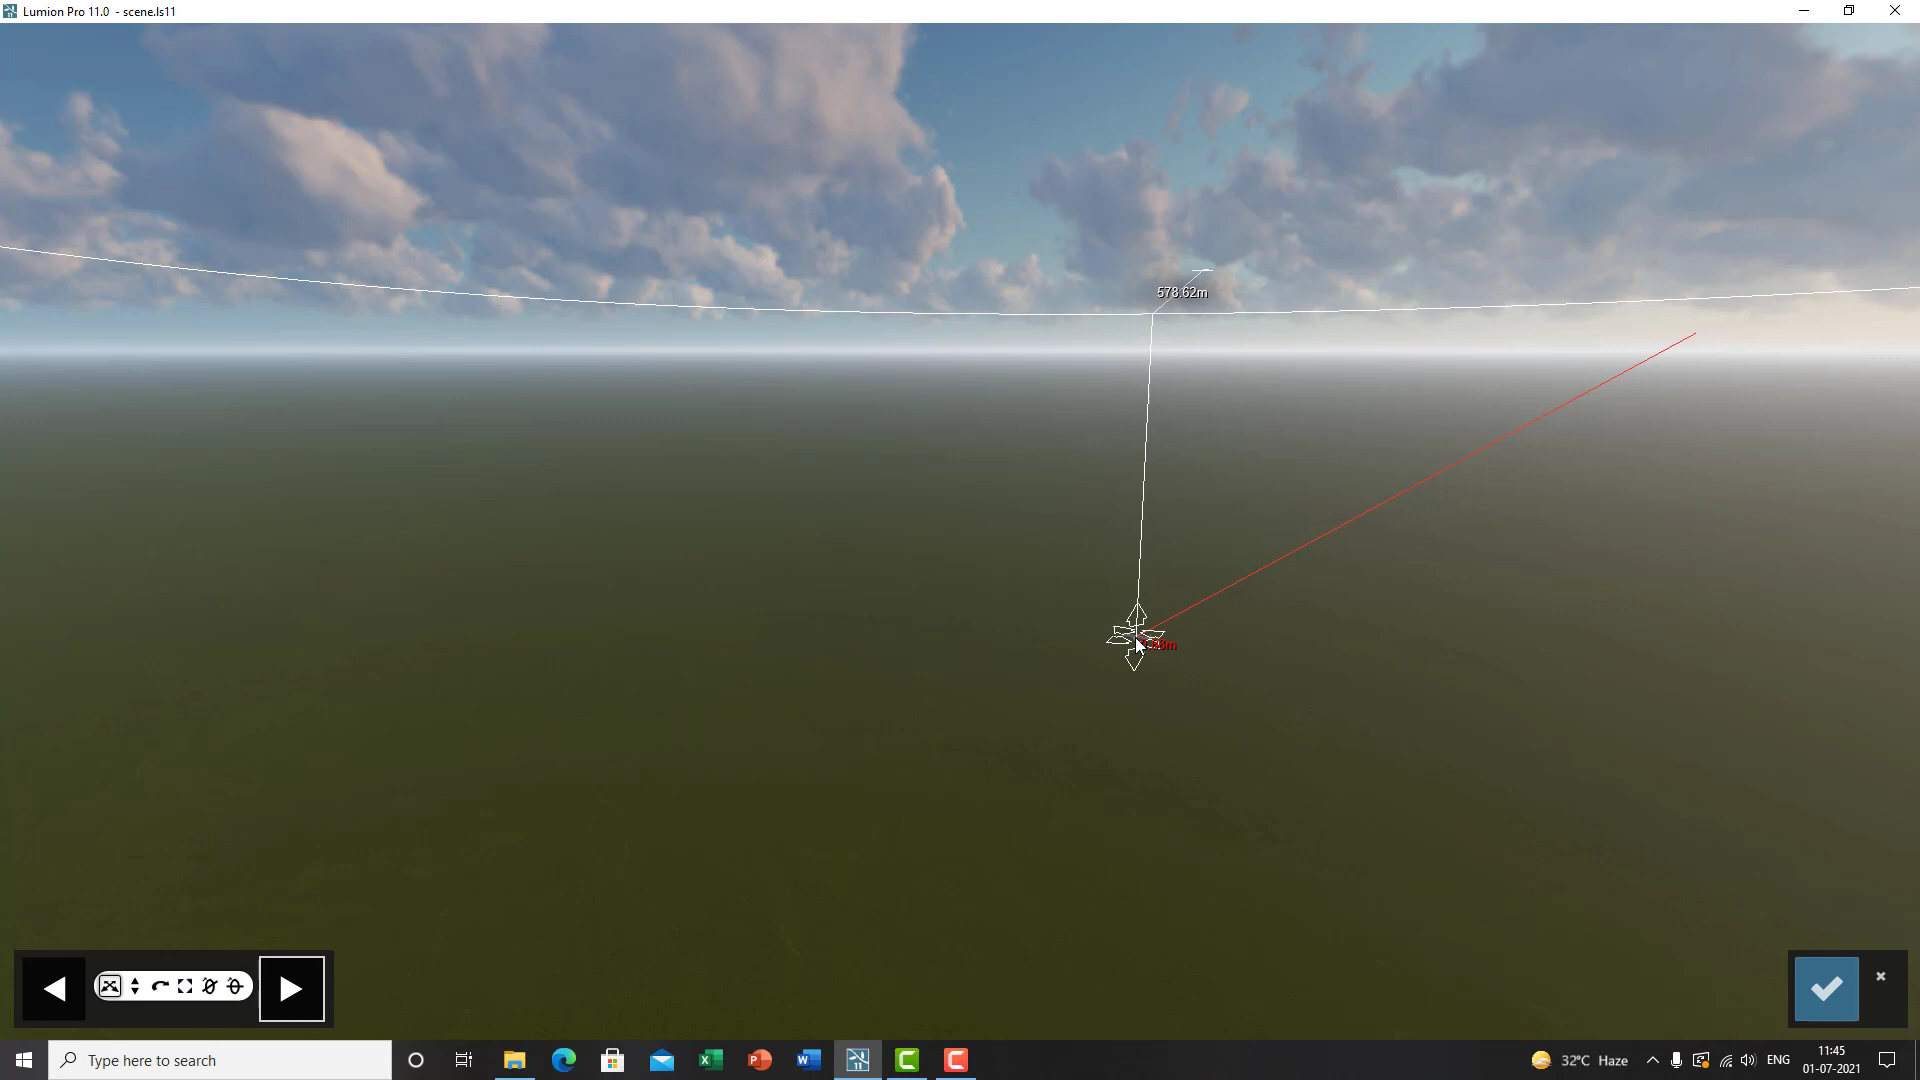 Lumion Pro 11.0 - scene.ls11
578.62m
Type here to search
32°C Haze
ENG
11:45
01-07-2021